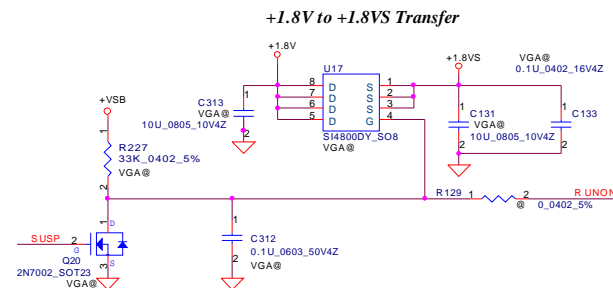 +1.8V to +1.8VS Transfer
+1.8V
U17
+1.8VS
VGA@
0.1U_0402_16V4Z
8 D S 1
7 D S 2
6 D S 3
5 D G 4
SI4800DY_SO8
VGA@
C313
VGA@
10U_0805_10V4Z
1
2
1
C131
VGA@
10U_0805_10V4Z
2
1
C133
2
+VSB
1
R227
33K_0402_5%
VGA@
2
R129 1 2 RUNON
@ 0_0402_5%
SUSP 2 G
1 D
3 S
Q20
2N7002_SOT23
VGA@
1
C312
0.1U_0603_50V4Z
2
VGA@